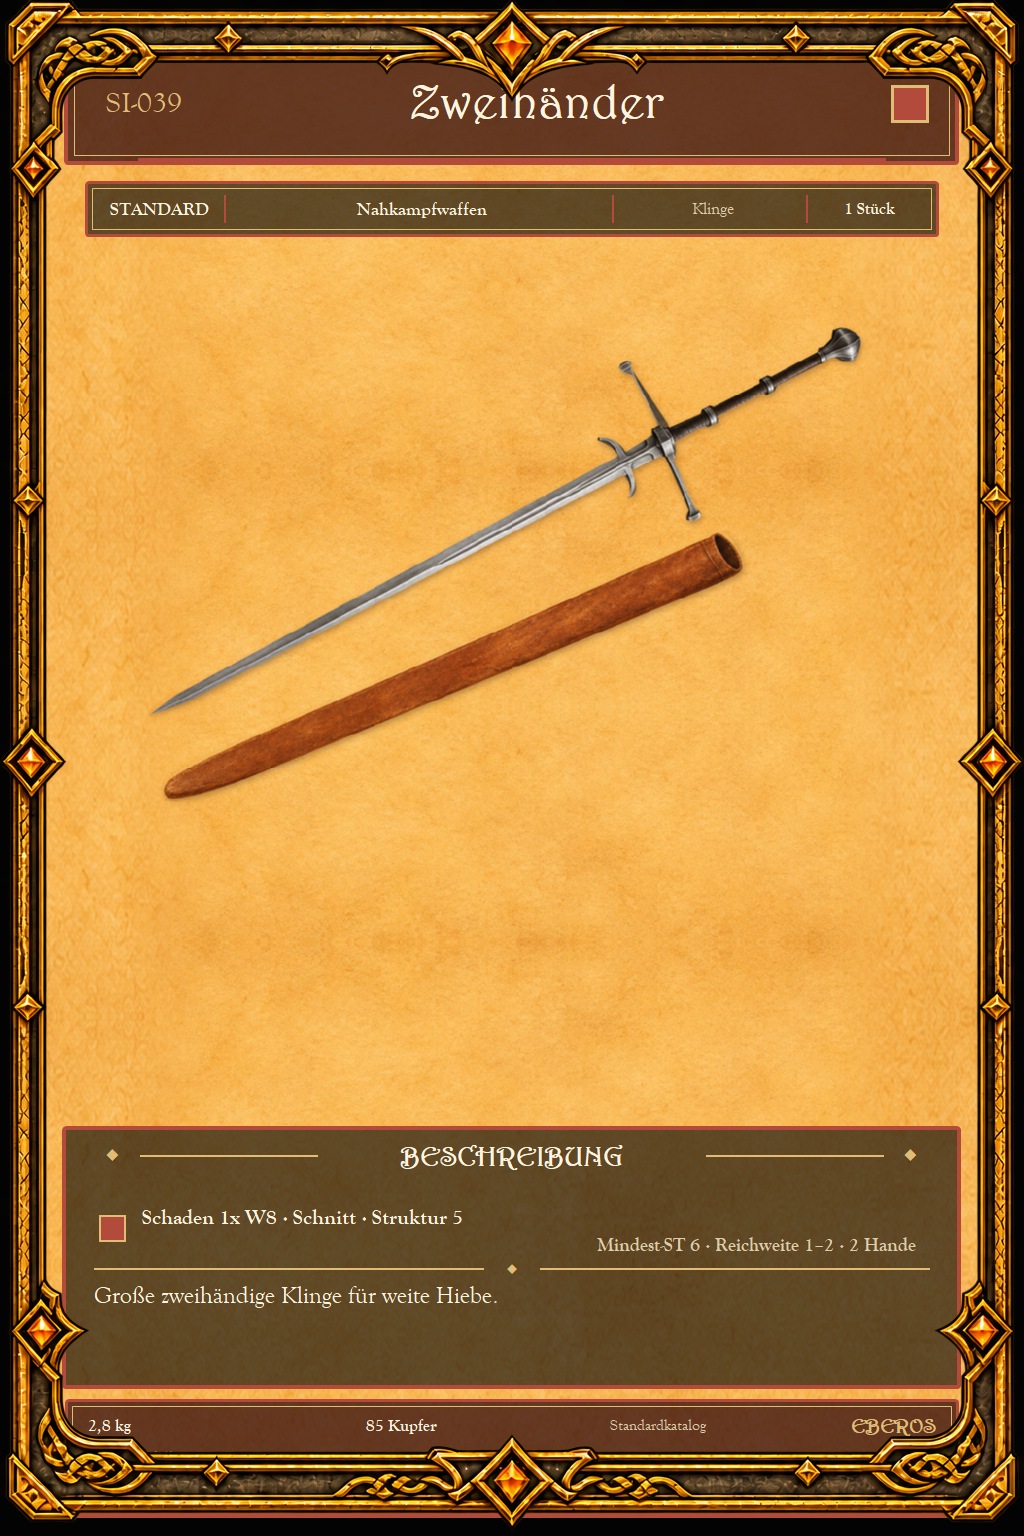 SI-039
Zweihänder
STANDARD Nahkampfwaffen Klinge 1 Stück
BESCHREIBUNG
Schaden 1x W8 · Schnitt · Struktur 5
Mindest-ST 6 · Reichweite 1–2 · 2 Hande
Große zweihändige Klinge für weite Hiebe.
2,8 kg 85 Kupfer Standardkatalog EBEROS